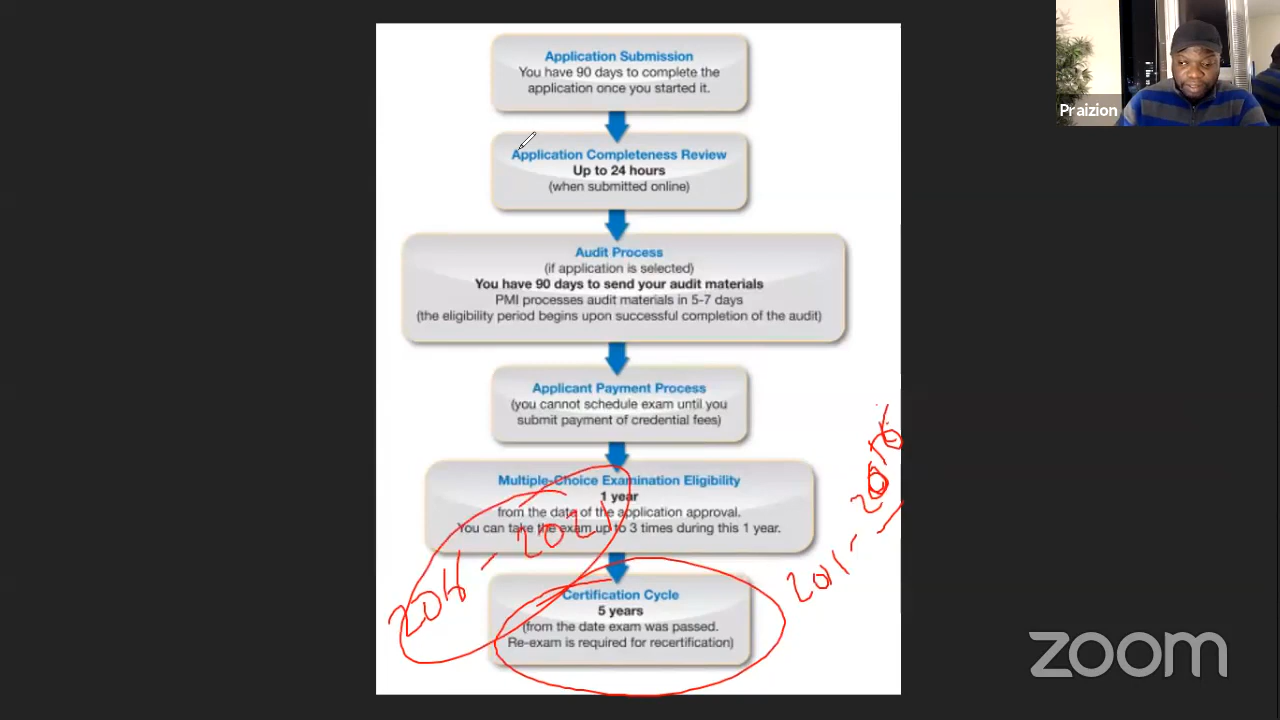 Application Submission
You have 90 days to complete the
application once you started it.
Praizion
Application Completeness Review
Up to 24 hours
(when submitted online)
Audit Process
(if application is selected)
You have 90 days to send your audit materials
PMI processes audit materials in 5-7 days
(the eligibility period begins upon successful completion of the audit)
Applicant Payment Process
(you cannot schedule exam until you
submit payment of credential fees)
Multiple-Choice Examination Eligibility
1 year
from the date of the application approval.
You can take the exam up to 3 times during this 1 year.
2011 - 2016
2016 - 2021
Certification Cycle
5 years
(from the date exam was passed.
Re-exam is required for recertification)
zoom